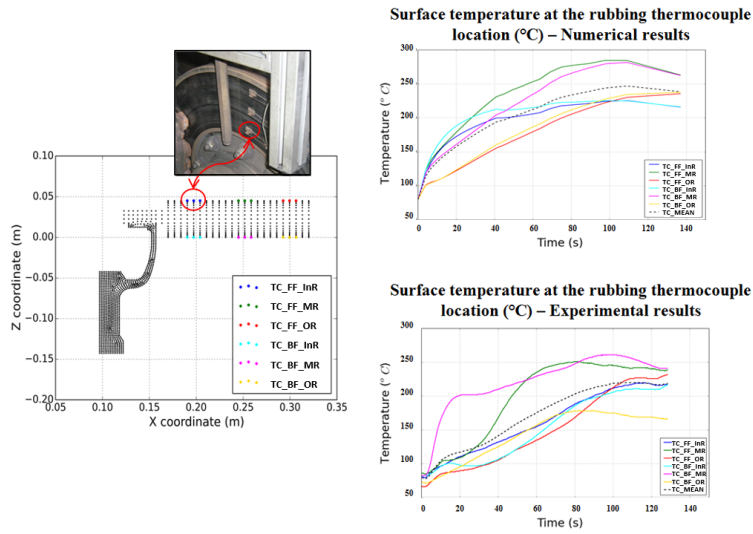 Surface temperature at the rubbing thermocouple
location (°C) – Numerical results
300
250
200
150
100
50
0 20 40 60 80 100 120 140
Temperature (° C)
Time (s)
TC_FF_InR
TC_FF_MR
TC_FF_OR
TC_BF_InR
TC_BF_MR
TC_BF_OR
TC_MEAN
0.10
0.05
0.00
−0.05
−0.10
−0.15
−0.20
0.05 0.10 0.15 0.20 0.25 0.30 0.35
Z coordinate (m)
X coordinate (m)
TC_FF_InR
TC_FF_MR
TC_FF_OR
TC_BF_InR
TC_BF_MR
TC_BF_OR
Surface temperature at the rubbing thermocouple
location (°C) – Experimental results
300
250
200
150
100
50
0 20 40 60 80 100 120 140
Temperature (° C)
Time (s)
TC_FF_InR
TC_FF_MR
TC_FF_OR
TC_BF_InR
TC_BF_MR
TC_BF_OR
TC_MEAN